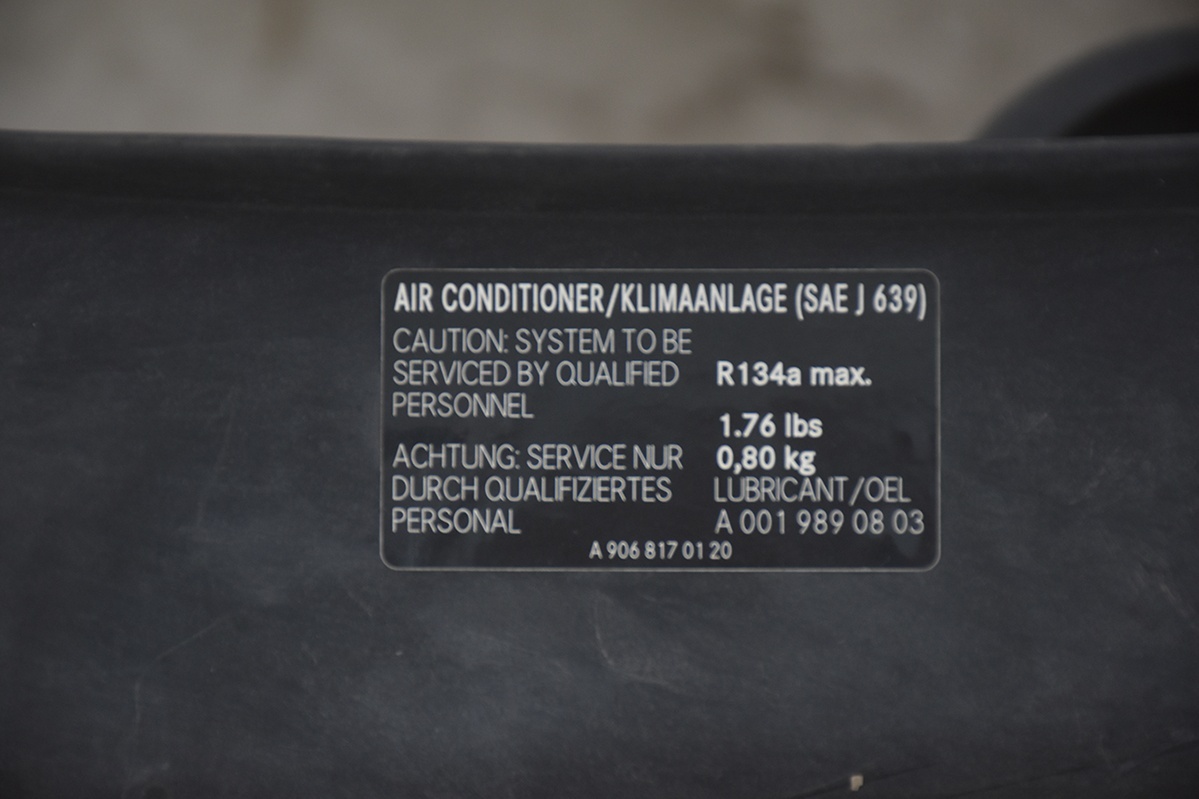 AIR CONDITIONER/KLIMAANLAGE (SAE J 639)
CAUTION: SYSTEM TO BE
SERVICED BY QUALIFIED
PERSONNEL
ACHTUNG: SERVICE NUR
DURCH QUALIFIZIERTES
PERSONAL
R134a max.
1.76 lbs
0,80 kg
LUBRICANT/OEL
A 001 989 08 03
A 906 817 01 20